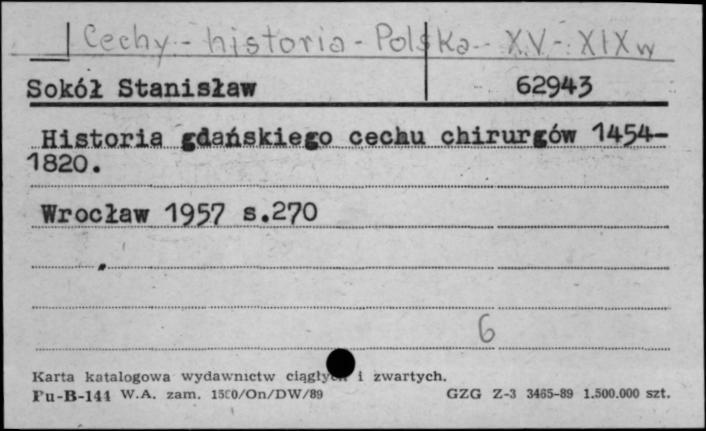 Cechy - historia - Polska - XV - XIX w
Sokół Stanisław 62943
Historia gdańskiego cechu chirurgów 1454-
1820.
Wrocław 1957 s.270
6
Karta katalogowa wydawnictw ciągłych i zwartych.
Pu-B-144 W.A. zam. 1500/On/DW/89 GZG Z-3 3465-89 1.500.000 szt.